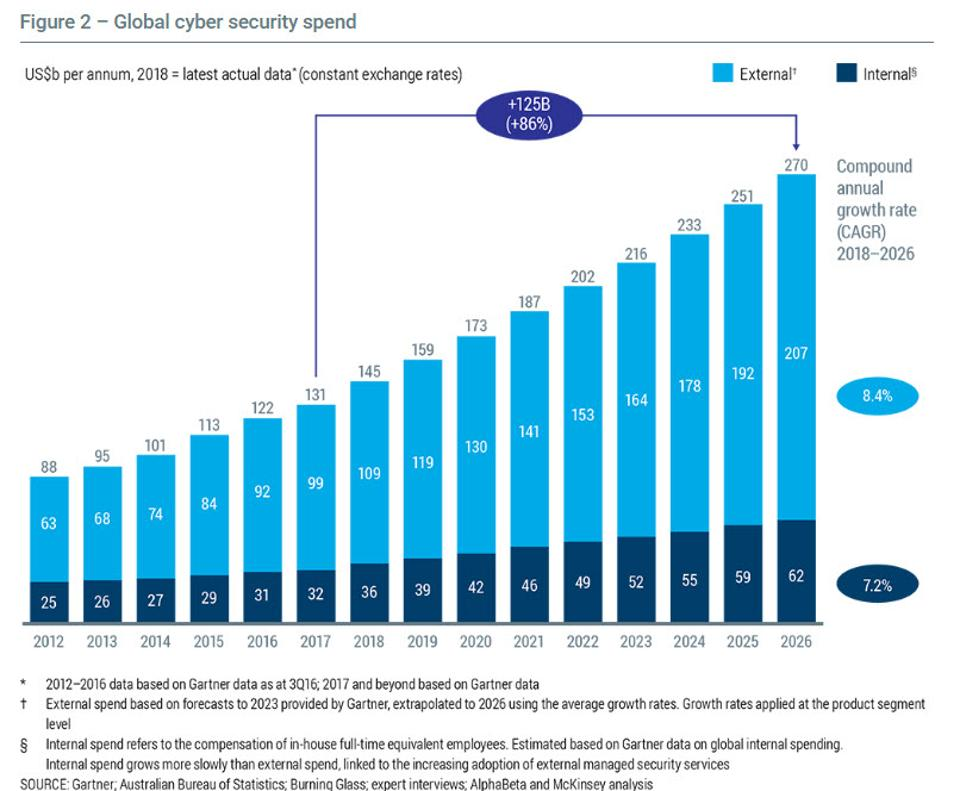 Figure 2 – Global cyber security spend
US$b per annum, 2018 = latest actual data* (constant exchange rates)
External†
Internal§
+125B
(+86%)
Compound
annual
growth rate
(CAGR)
2018–2026
88 95 101 113 122 131 145 159 173 187 202 216 233 251 270
63 68 74 84 92 99 109 119 130 141 153 164 178 192 207
8.4%
25 26 27 29 31 32 36 39 42 46 49 52 55 59 62
7.2%
2012 2013 2014 2015 2016 2017 2018 2019 2020 2021 2022 2023 2024 2025 2026
* 2012–2016 data based on Gartner data as at 3Q16; 2017 and beyond based on Gartner data
† External spend based on forecasts to 2023 provided by Gartner, extrapolated to 2026 using the average growth rates. Growth rates applied at the product segment
level
§ Internal spend refers to the compensation of in-house full-time equivalent employees. Estimated based on Gartner data on global internal spending.
Internal spend grows more slowly than external spend, linked to the increasing adoption of external managed security services
SOURCE: Gartner; Australian Bureau of Statistics; Burning Glass; expert interviews; AlphaBeta and McKinsey analysis